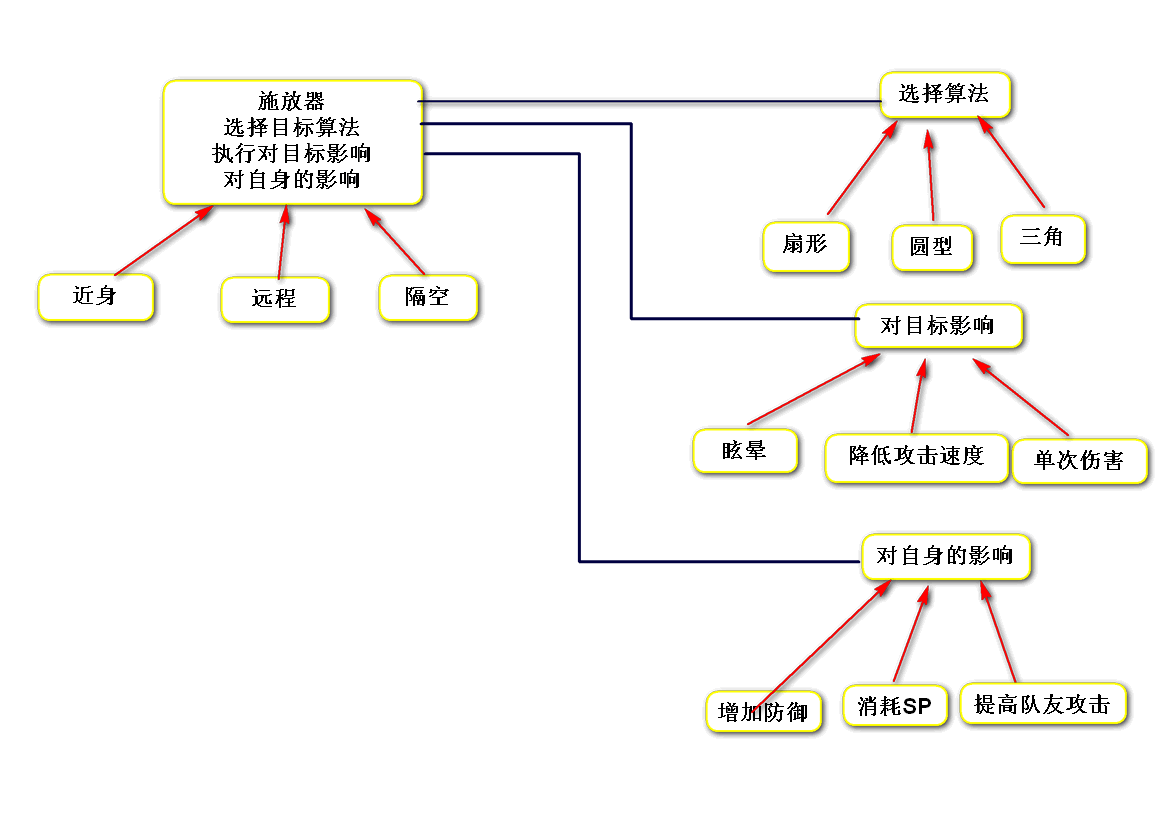 施放器
选择目标算法
执行对目标影响
对自身的影响
近身
远程
隔空
选择算法
扇形
圆型
三角
对目标影响
眩晕
降低攻击速度
单次伤害
对自身的影响
增加防御
消耗SP
提高队友攻击